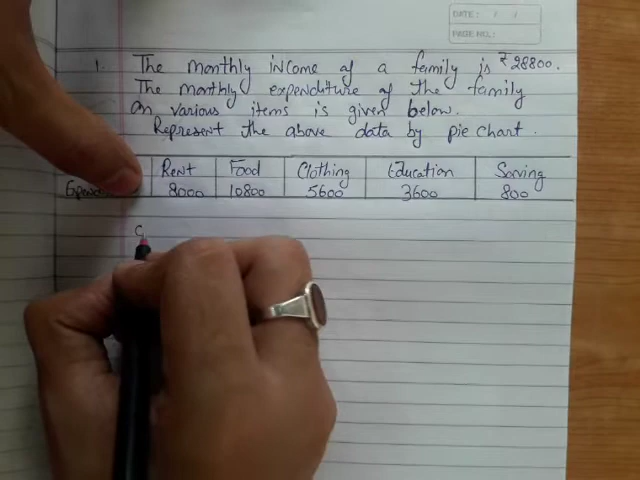 DATE: / /
PAGE NO.:
1. The monthly income of a family is ₹28800.
The monthly expenditure of the family
on various items is given below.
Represent the above data by pie chart.
Rent Food Clothing Education Saving
8000 10800 5600 3600 800